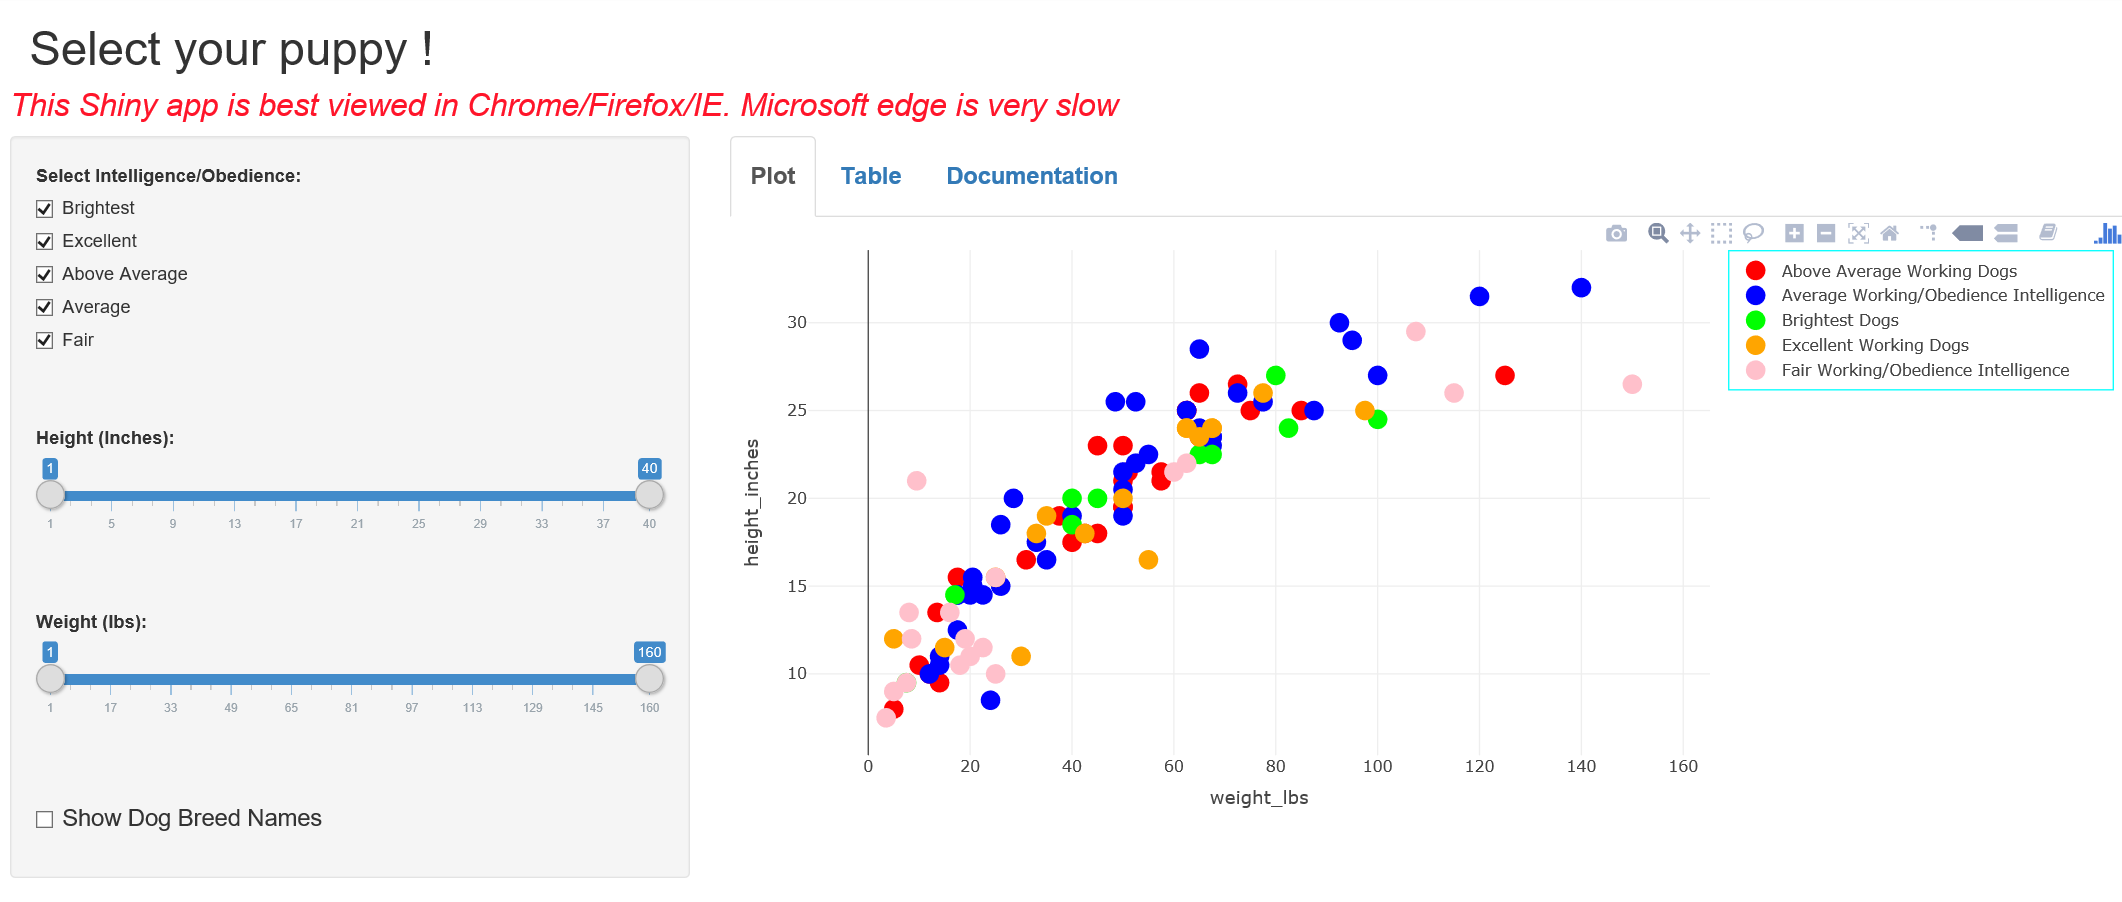 Select your puppy !
This Shiny app is best viewed in Chrome/Firefox/IE. Microsoft edge is very slow
Select Intelligence/Obedience:
Brightest
Excellent
Above Average
Average
Fair
Height (Inches):
1 40
1 5 9 13 17 21 25 29 33 37 40
Weight (lbs):
1 160
1 17 33 49 65 81 97 113 129 145 160
Show Dog Breed Names
Plot Table Documentation
Above Average Working Dogs
Average Working/Obedience Intelligence
Brightest Dogs
Excellent Working Dogs
Fair Working/Obedience Intelligence
height_inches
30
25
20
15
10
0 20 40 60 80 100 120 140 160
weight_lbs